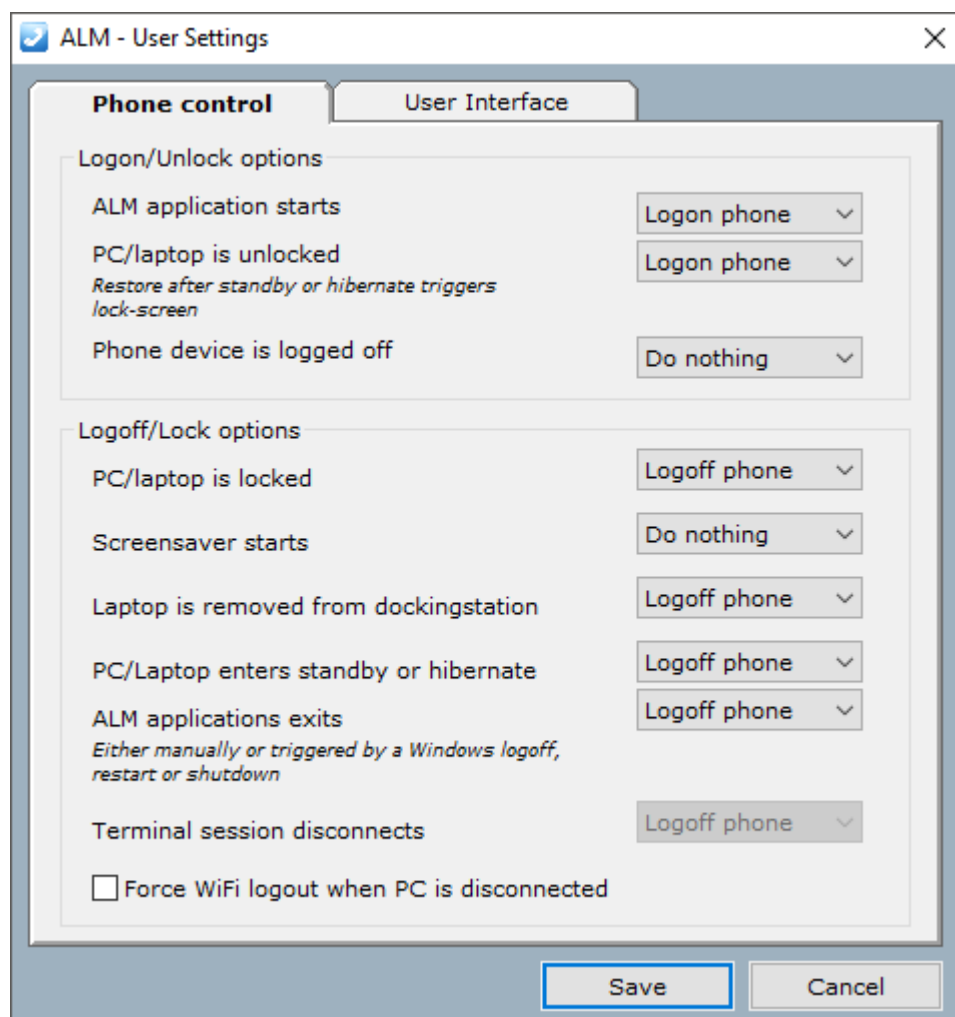 ALM - User Settings
Phone control
User Interface
Logon/Unlock options
ALM application starts
Logon phone
PC/laptop is unlocked
Logon phone
Restore after standby or hibernate triggers
lock-screen
Phone device is logged off
Do nothing
Logoff/Lock options
PC/laptop is locked
Logoff phone
Screensaver starts
Do nothing
Laptop is removed from dockingstation
Logoff phone
PC/Laptop enters standby or hibernate
Logoff phone
ALM applications exits
Logoff phone
Either manually or triggered by a Windows logoff,
restart or shutdown
Terminal session disconnects
Logoff phone
Force WiFi logout when PC is disconnected
Save
Cancel